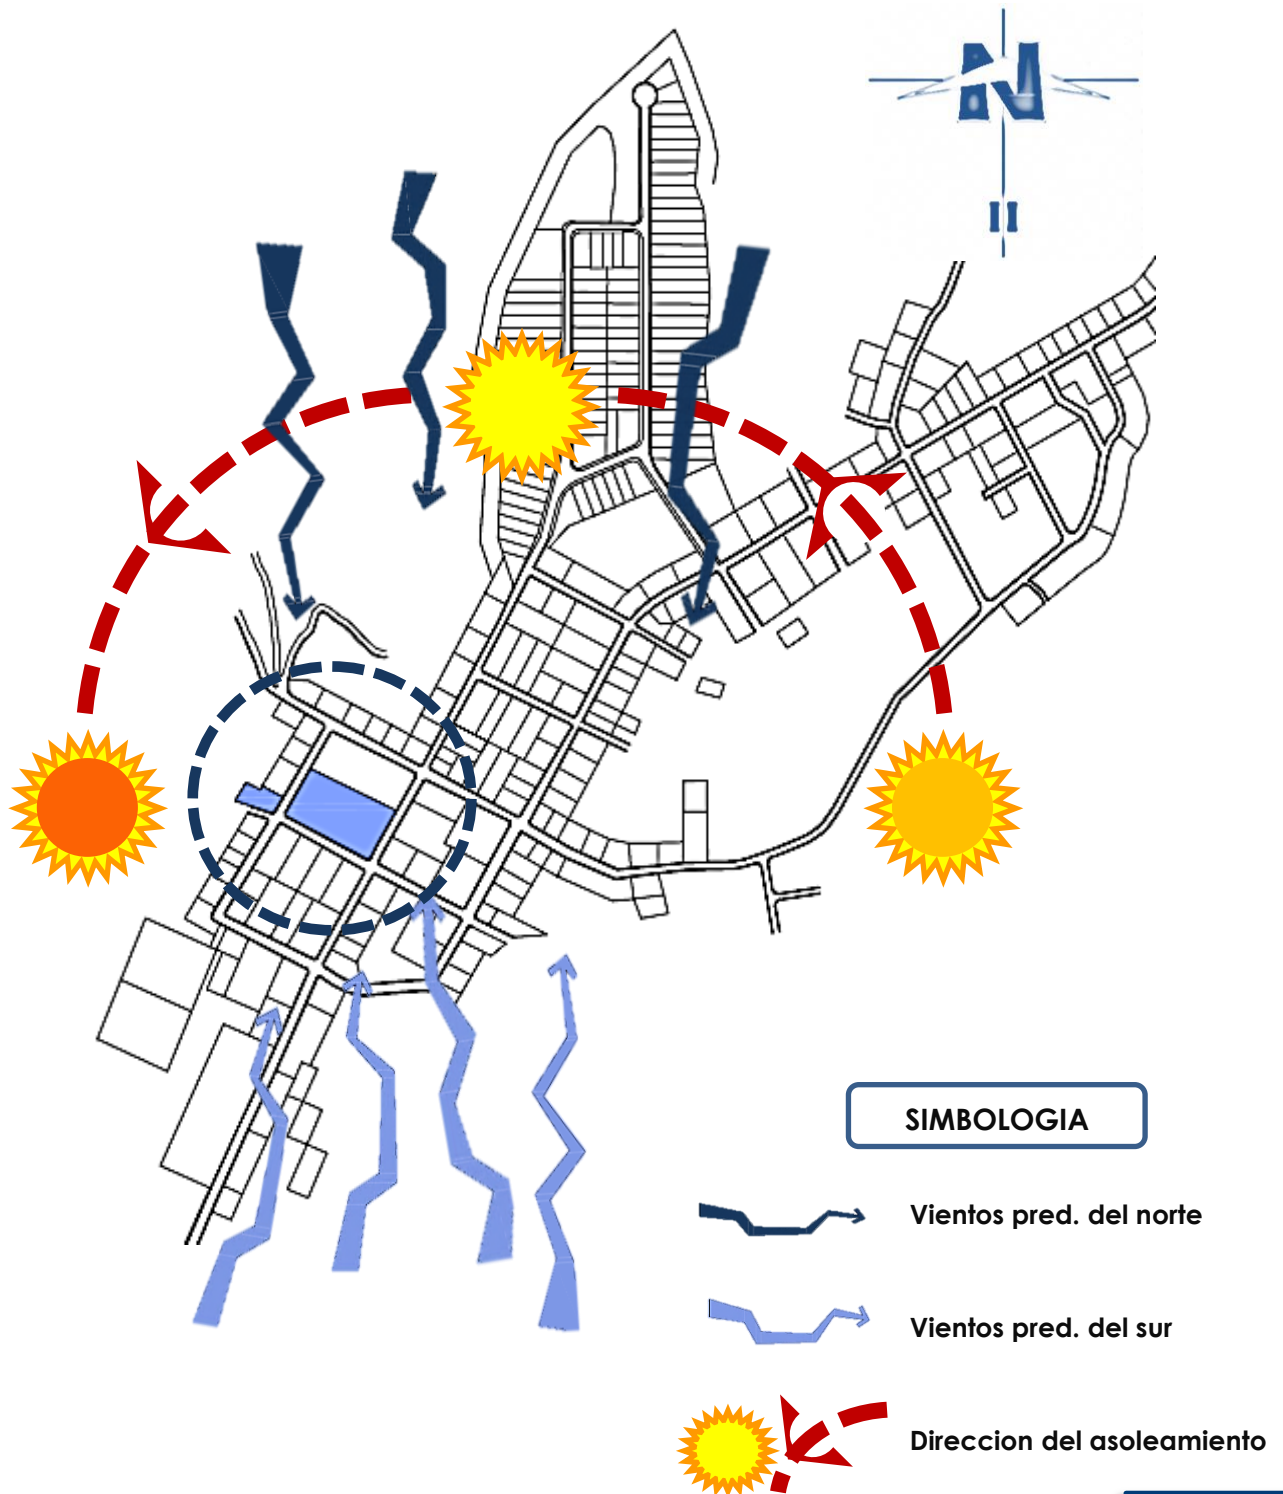 N
SIMBOLOGIA
Vientos pred. del norte
Vientos pred. del sur
Direccion del asoleamiento